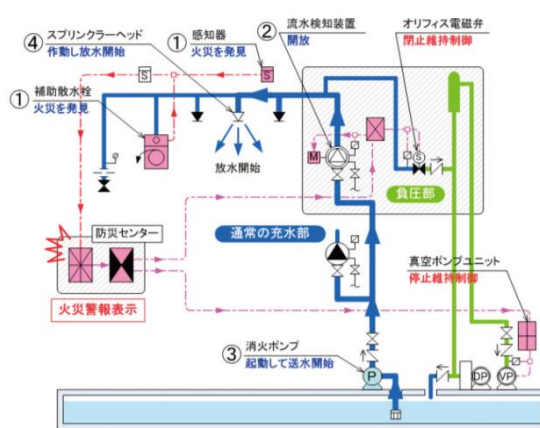 ④ スプリンクラーヘッド
作動し放水開始
① 感知器
火災を発見
② 流水検知装置
開放
オリフィス電磁弁
閉止維持制御
S
S
① 補助散水栓
火災を発見
放水開始
M
S
負圧部
防災センター
通常の充水部
真空ポンプユニット
停止維持制御
火災警報表示
③ 消火ポンプ
起動して送水開始
P
DP
VP